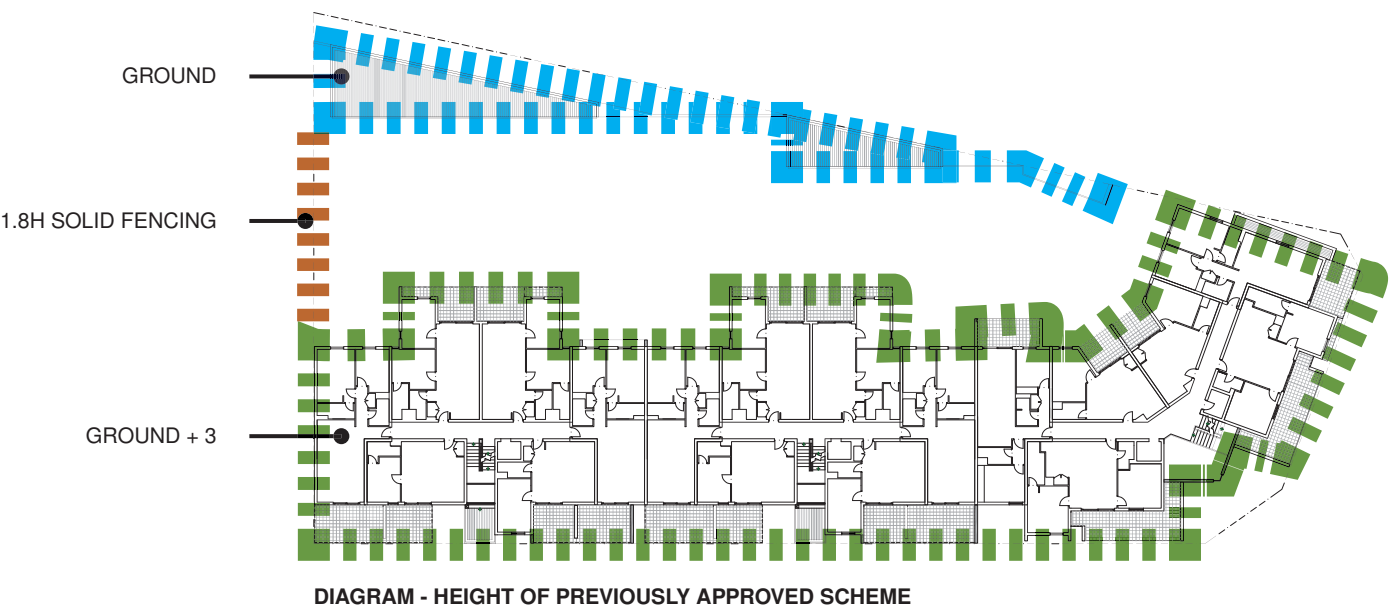 GROUND
1.8H SOLID FENCING
GROUND + 3
DIAGRAM - HEIGHT OF PREVIOUSLY APPROVED SCHEME